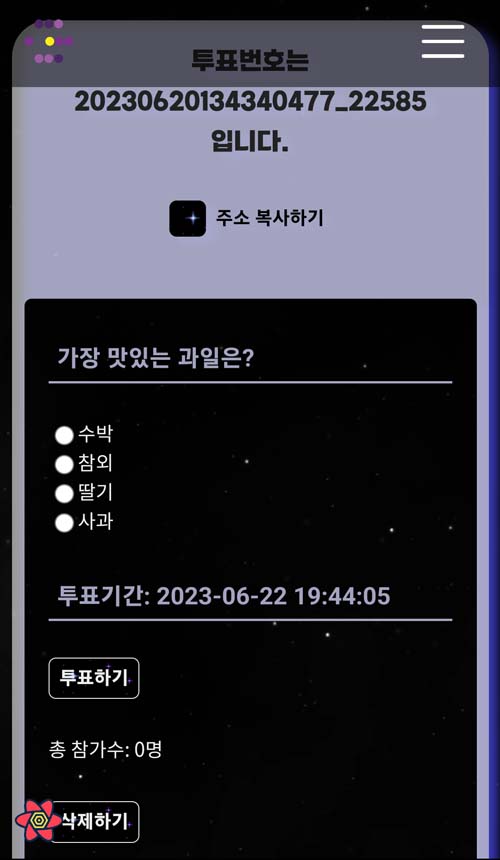 투표번호는
20230620134340477_22585
입니다.
주소 복사하기
가장 맛있는 과일은?
수박
참외
딸기
사과
투표기간: 2023-06-22 19:44:05
투표하기
총 참가수: 0명
삭제하기